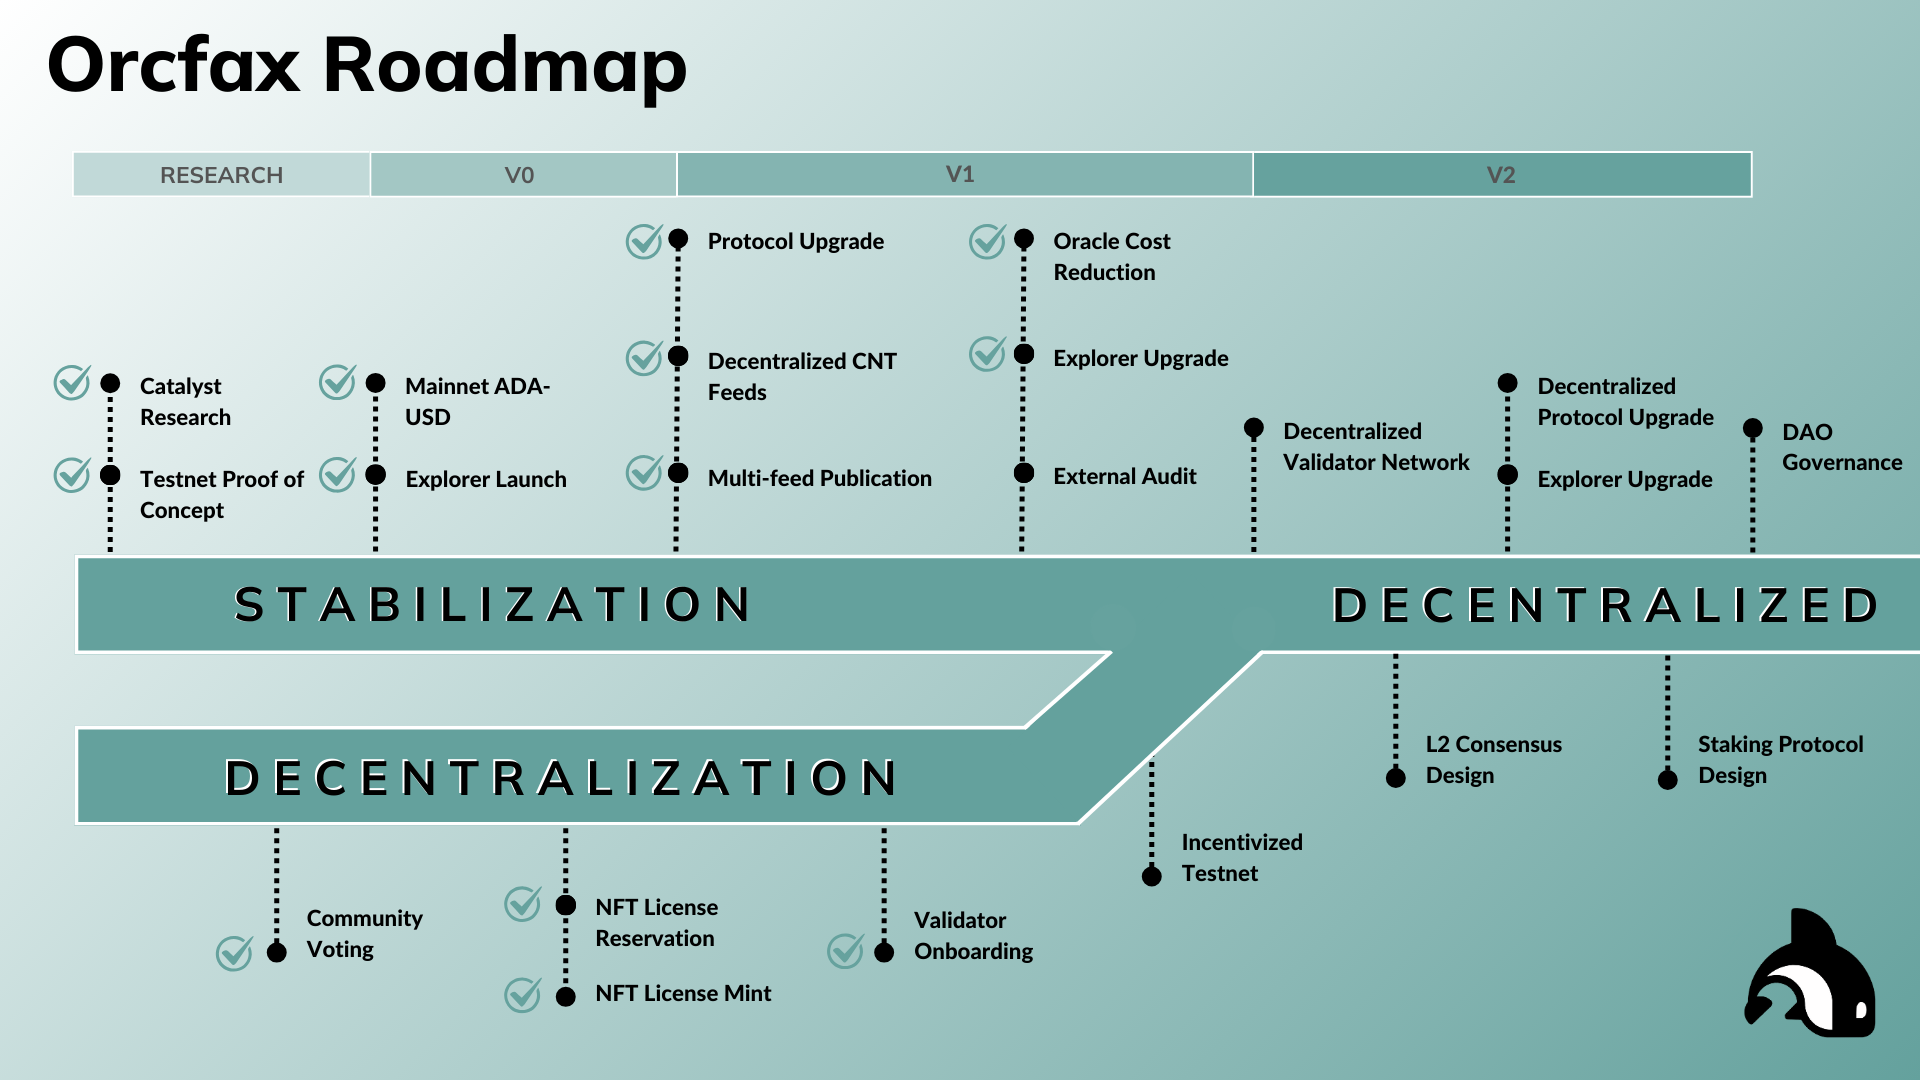 Orcfax Roadmap
RESEARCH
V0
V1
V2
Protocol Upgrade
Decentralized CNT
Feeds
Multi-feed Publication
Oracle Cost
Reduction
Explorer Upgrade
External Audit
Catalyst
Research
Testnet Proof of
Concept
Mainnet ADA-
USD
Explorer Launch
Decentralized
Validator Network
Decentralized
Protocol Upgrade
Explorer Upgrade
DAO
Governance
STABILIZATION
DECENTRALIZED
DECENTRALIZATION
L2 Consensus
Design
Staking Protocol
Design
Incentivized
Testnet
Community
Voting
NFT License
Reservation
NFT License Mint
Validator
Onboarding